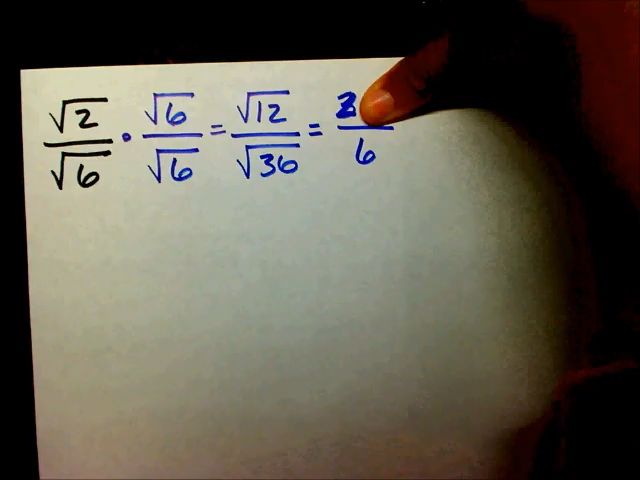 √2/√6 · √6/√6 = √12/√36 = 2/6